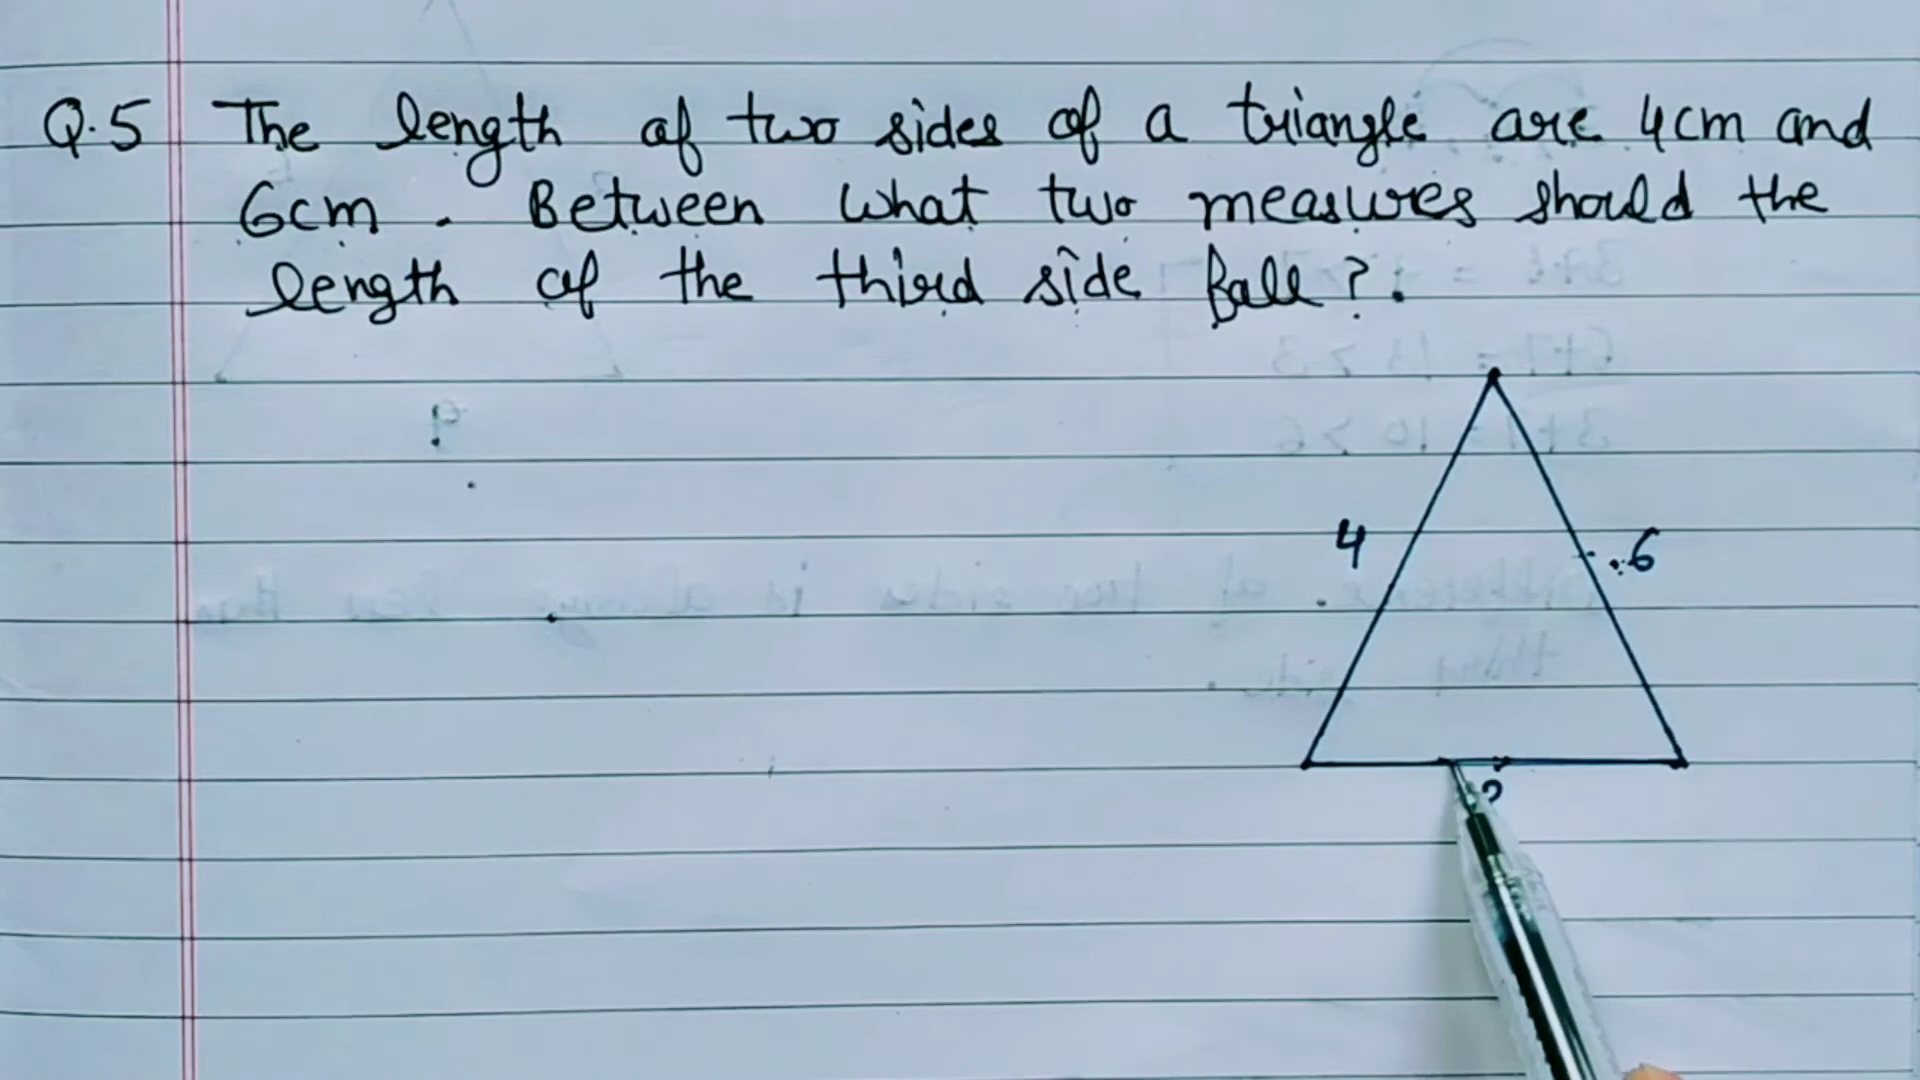 Q.5 The length of two sides of a triangle are 4cm and
6cm. Between what two measures should the
length of the third side fall?
4
6
?